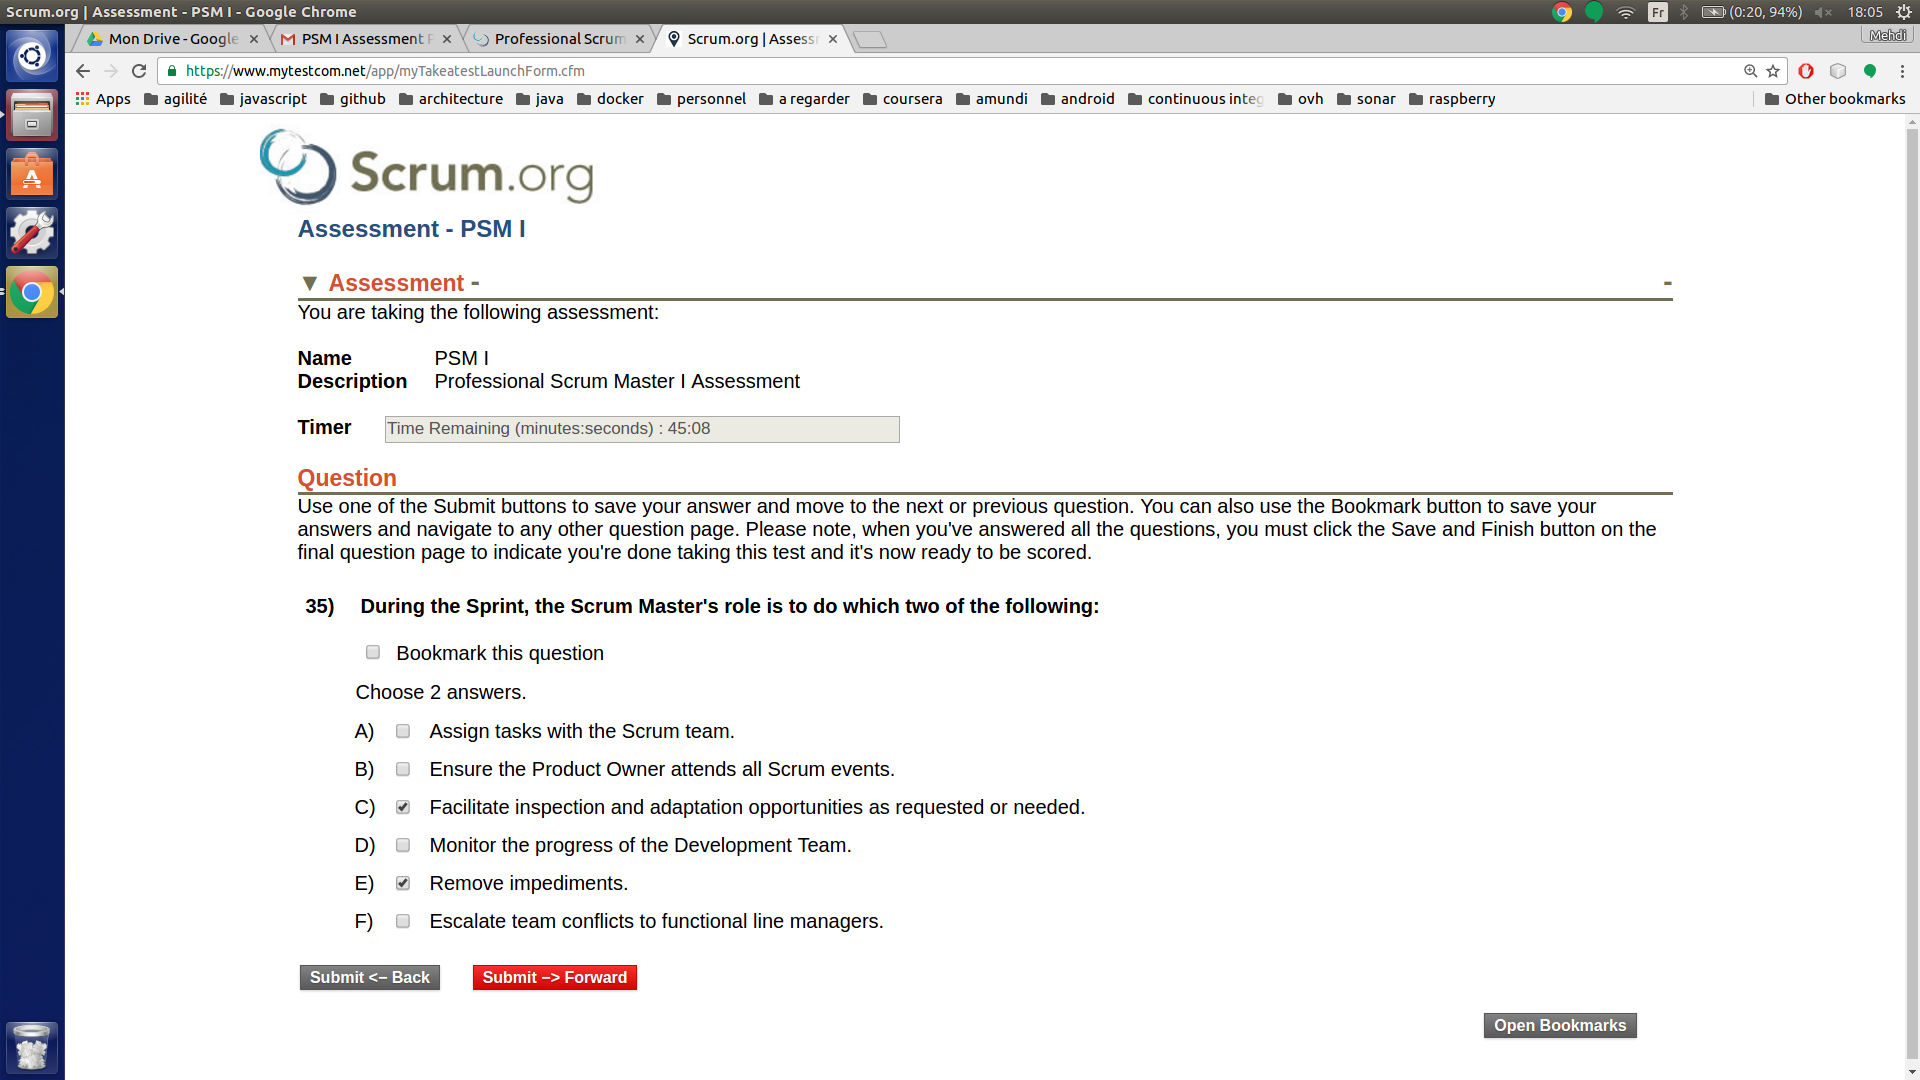 Scrum.org | Assessment - PSM I - Google Chrome
Fr
(0:20, 94%)
18:05
Mon Drive - Google
PSM I Assessment
Professional Scrum
Scrum.org | Assess
Mehdi
https://www.mytestcom.net/app/myTakeatestLaunchForm.cfm
Apps
agilité
javascript
github
architecture
java
docker
personnel
a regarder
coursera
amundi
android
continuous integ
ovh
sonar
raspberry
Other bookmarks
Scrum.org
Assessment - PSM I
▼ Assessment - -
You are taking the following assessment:
Name PSM I
Description Professional Scrum Master I Assessment
Timer Time Remaining (minutes:seconds) : 45:08
Question
Use one of the Submit buttons to save your answer and move to the next or previous question. You can also use the Bookmark button to save your
answers and navigate to any other question page. Please note, when you've answered all the questions, you must click the Save and Finish button on the
final question page to indicate you're done taking this test and it's now ready to be scored.
35) During the Sprint, the Scrum Master's role is to do which two of the following:
Bookmark this question
Choose 2 answers.
A) Assign tasks with the Scrum team.
B) Ensure the Product Owner attends all Scrum events.
C) Facilitate inspection and adaptation opportunities as requested or needed.
D) Monitor the progress of the Development Team.
E) Remove impediments.
F) Escalate team conflicts to functional line managers.
Submit <– Back
Submit –> Forward
Open Bookmarks